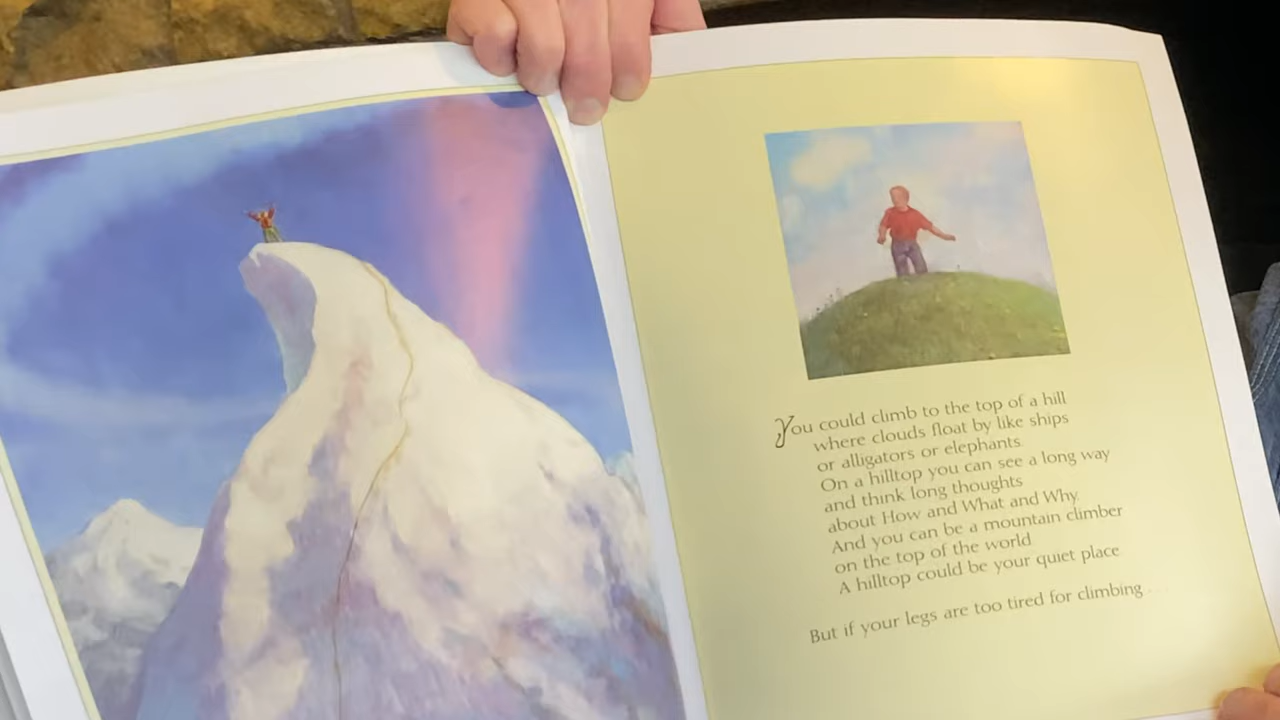 You could climb to the top of a hill
where clouds float by like ships
or alligators or elephants
On a hilltop you can see a long way
and think long thoughts
about How and What and Why
And you can be a mountain climber
on the top of the world
A hilltop could be your quiet place
But if your legs are too tired for climbing . . .